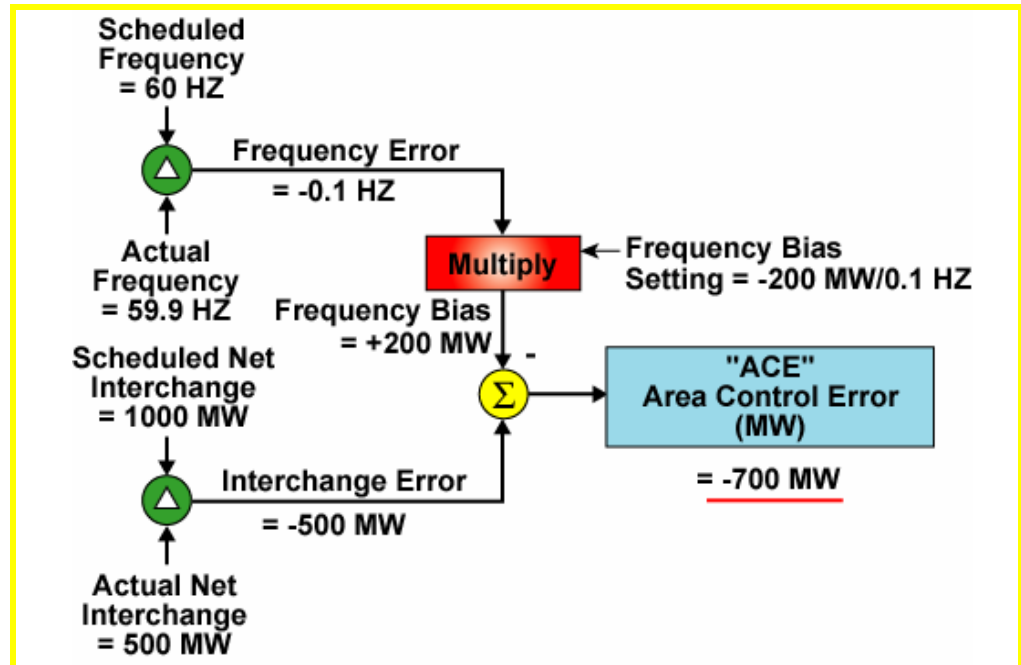 Scheduled
Frequency
= 60 HZ
Frequency Error
= -0.1 HZ
Actual
Frequency
= 59.9 HZ
Multiply
Frequency Bias
Setting = -200 MW/0.1 HZ
Frequency Bias
= +200 MW
-
Scheduled Net
Interchange
= 1000 MW
Σ
"ACE"
Area Control Error
(MW)
= -700 MW
Interchange Error
= -500 MW
Actual Net
Interchange
= 500 MW